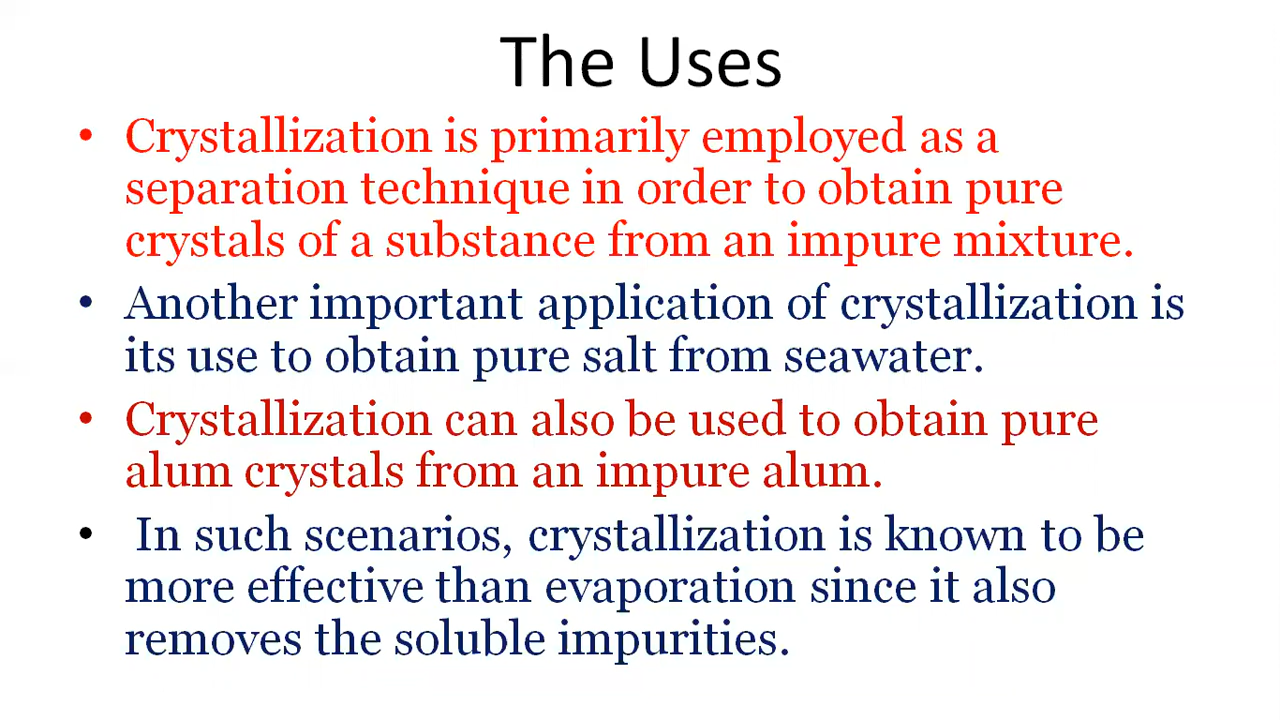 The Uses
• Crystallization is primarily employed as a
separation technique in order to obtain pure
crystals of a substance from an impure mixture.
• Another important application of crystallization is
its use to obtain pure salt from seawater.
• Crystallization can also be used to obtain pure
alum crystals from an impure alum.
• In such scenarios, crystallization is known to be
more effective than evaporation since it also
removes the soluble impurities.